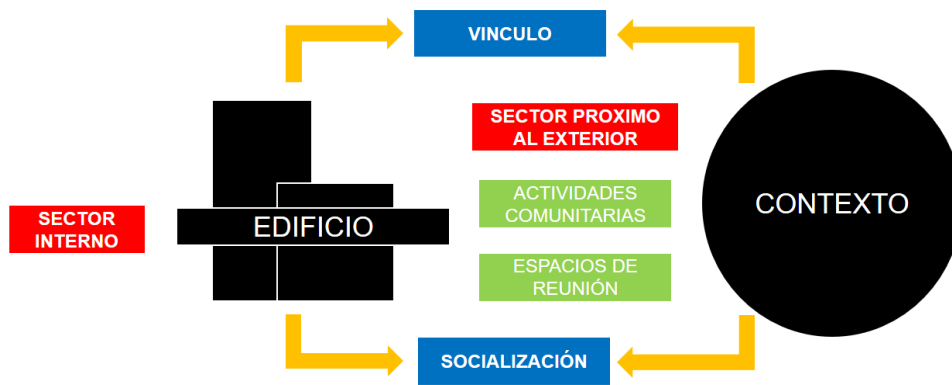 VINCULO
SECTOR PROXIMO
AL EXTERIOR
ACTIVIDADES
COMUNITARIAS
CONTEXTO
SECTOR
INTERNO
EDIFICIO
ESPACIOS DE
REUNIÓN
SOCIALIZACIÓN